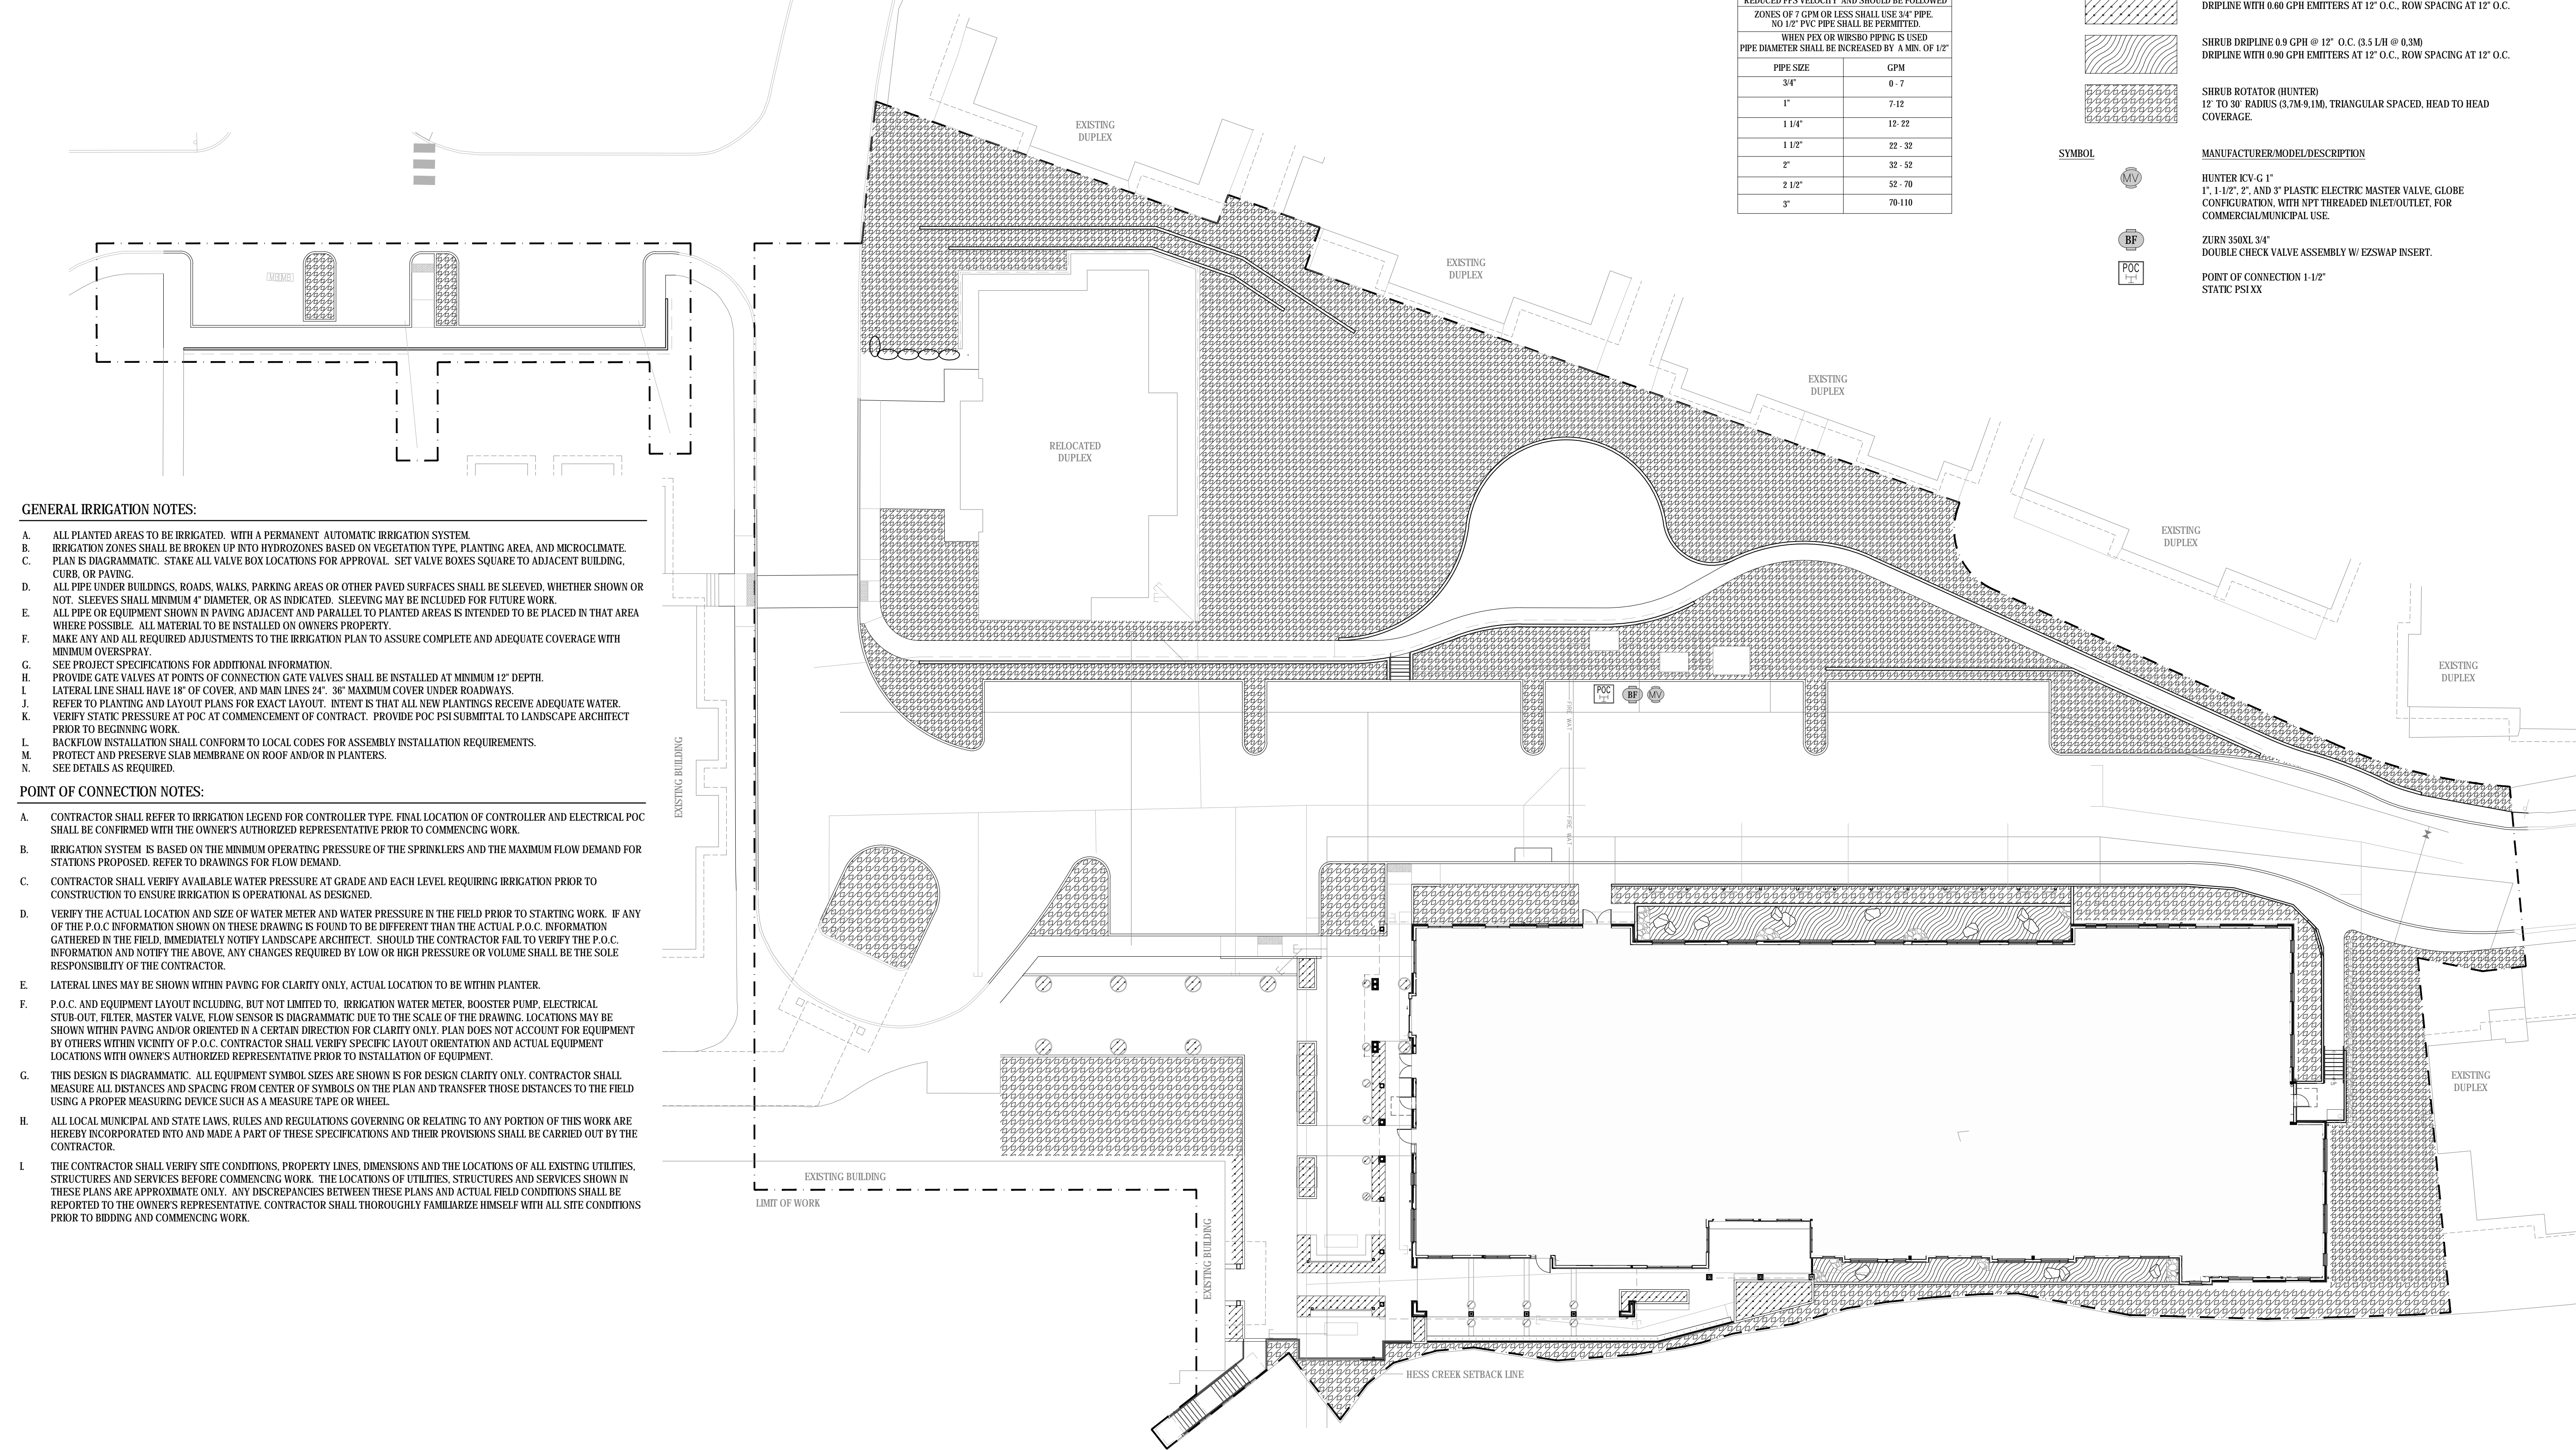 REDUCED FPS VELOCITY AND SHOULD BE FOLLOWED
ZONES OF 7 GPM OR LESS SHALL USE 3/4" PIPE.
NO 1/2" PVC PIPE SHALL BE PERMITTED.
WHEN PEX OR WIRSBO PIPING IS USED
PIPE DIAMETER SHALL BE INCREASED BY A MIN. OF 1/2"
PIPE SIZE GPM
3/4" 0 - 7
1" 7-12
1 1/4" 12- 22
1 1/2" 22 - 32
2" 32 - 52
2 1/2" 52 - 70
3" 70-110
DRIPLINE WITH 0.60 GPH EMITTERS AT 12" O.C., ROW SPACING AT 12" O.C.
SHRUB DRIPLINE 0.9 GPH @ 12" O.C. (3.5 L/H @ 0,3M)
DRIPLINE WITH 0.90 GPH EMITTERS AT 12" O.C., ROW SPACING AT 12" O.C.
SHRUB ROTATOR (HUNTER)
12` TO 30` RADIUS (3,7M-9,1M), TRIANGULAR SPACED, HEAD TO HEAD
COVERAGE.
SYMBOL MANUFACTURER/MODEL/DESCRIPTION
MV
HUNTER ICV-G 1"
1", 1-1/2", 2", AND 3" PLASTIC ELECTRIC MASTER VALVE, GLOBE
CONFIGURATION, WITH NPT THREADED INLET/OUTLET, FOR
COMMERCIAL/MUNICIPAL USE.
BF
ZURN 350XL 3/4"
DOUBLE CHECK VALVE ASSEMBLY W/ EZSWAP INSERT.
POC
POINT OF CONNECTION 1-1/2"
STATIC PSI XX
EXISTING
DUPLEX
EXISTING
DUPLEX
EXISTING
DUPLEX
EXISTING
DUPLEX
EXISTING
DUPLEX
EXISTING
DUPLEX
RELOCATED
DUPLEX
GENERAL IRRIGATION NOTES:
A. ALL PLANTED AREAS TO BE IRRIGATED. WITH A PERMANENT AUTOMATIC IRRIGATION SYSTEM.
B. IRRIGATION ZONES SHALL BE BROKEN UP INTO HYDROZONES BASED ON VEGETATION TYPE, PLANTING AREA, AND MICROCLIMATE.
C. PLAN IS DIAGRAMMATIC. STAKE ALL VALVE BOX LOCATIONS FOR APPROVAL. SET VALVE BOXES SQUARE TO ADJACENT BUILDING,
CURB, OR PAVING.
D. ALL PIPE UNDER BUILDINGS, ROADS, WALKS, PARKING AREAS OR OTHER PAVED SURFACES SHALL BE SLEEVED, WHETHER SHOWN OR
NOT. SLEEVES SHALL MINIMUM 4" DIAMETER, OR AS INDICATED. SLEEVING MAY BE INCLUDED FOR FUTURE WORK.
E. ALL PIPE OR EQUIPMENT SHOWN IN PAVING ADJACENT AND PARALLEL TO PLANTED AREAS IS INTENDED TO BE PLACED IN THAT AREA
WHERE POSSIBLE. ALL MATERIAL TO BE INSTALLED ON OWNERS PROPERTY.
F. MAKE ANY AND ALL REQUIRED ADJUSTMENTS TO THE IRRIGATION PLAN TO ASSURE COMPLETE AND ADEQUATE COVERAGE WITH
MINIMUM OVERSPRAY.
G. SEE PROJECT SPECIFICATIONS FOR ADDITIONAL INFORMATION.
H. PROVIDE GATE VALVES AT POINTS OF CONNECTION GATE VALVES SHALL BE INSTALLED AT MINIMUM 12" DEPTH.
I. LATERAL LINE SHALL HAVE 18" OF COVER, AND MAIN LINES 24". 36" MAXIMUM COVER UNDER ROADWAYS.
J. REFER TO PLANTING AND LAYOUT PLANS FOR EXACT LAYOUT. INTENT IS THAT ALL NEW PLANTINGS RECEIVE ADEQUATE WATER.
K. VERIFY STATIC PRESSURE AT POC AT COMMENCEMENT OF CONTRACT. PROVIDE POC PSI SUBMITTAL TO LANDSCAPE ARCHITECT
PRIOR TO BEGINNING WORK.
L. BACKFLOW INSTALLATION SHALL CONFORM TO LOCAL CODES FOR ASSEMBLY INSTALLATION REQUIREMENTS.
M. PROTECT AND PRESERVE SLAB MEMBRANE ON ROOF AND/OR IN PLANTERS.
N. SEE DETAILS AS REQUIRED.
POINT OF CONNECTION NOTES:
A. CONTRACTOR SHALL REFER TO IRRIGATION LEGEND FOR CONTROLLER TYPE. FINAL LOCATION OF CONTROLLER AND ELECTRICAL POC
SHALL BE CONFIRMED WITH THE OWNER'S AUTHORIZED REPRESENTATIVE PRIOR TO COMMENCING WORK.
B. IRRIGATION SYSTEM IS BASED ON THE MINIMUM OPERATING PRESSURE OF THE SPRINKLERS AND THE MAXIMUM FLOW DEMAND FOR
STATIONS PROPOSED. REFER TO DRAWINGS FOR FLOW DEMAND.
C. CONTRACTOR SHALL VERIFY AVAILABLE WATER PRESSURE AT GRADE AND EACH LEVEL REQUIRING IRRIGATION PRIOR TO
CONSTRUCTION TO ENSURE IRRIGATION IS OPERATIONAL AS DESIGNED.
D. VERIFY THE ACTUAL LOCATION AND SIZE OF WATER METER AND WATER PRESSURE IN THE FIELD PRIOR TO STARTING WORK. IF ANY
OF THE P.O.C INFORMATION SHOWN ON THESE DRAWING IS FOUND TO BE DIFFERENT THAN THE ACTUAL P.O.C. INFORMATION
GATHERED IN THE FIELD, IMMEDIATELY NOTIFY LANDSCAPE ARCHITECT. SHOULD THE CONTRACTOR FAIL TO VERIFY THE P.O.C.
INFORMATION AND NOTIFY THE ABOVE, ANY CHANGES REQUIRED BY LOW OR HIGH PRESSURE OR VOLUME SHALL BE THE SOLE
RESPONSIBILITY OF THE CONTRACTOR.
E. LATERAL LINES MAY BE SHOWN WITHIN PAVING FOR CLARITY ONLY, ACTUAL LOCATION TO BE WITHIN PLANTER.
F. P.O.C. AND EQUIPMENT LAYOUT INCLUDING, BUT NOT LIMITED TO, IRRIGATION WATER METER, BOOSTER PUMP, ELECTRICAL
STUB-OUT, FILTER, MASTER VALVE, FLOW SENSOR IS DIAGRAMMATIC DUE TO THE SCALE OF THE DRAWING. LOCATIONS MAY BE
SHOWN WITHIN PAVING AND/OR ORIENTED IN A CERTAIN DIRECTION FOR CLARITY ONLY. PLAN DOES NOT ACCOUNT FOR EQUIPMENT
BY OTHERS WITHIN VICINITY OF P.O.C. CONTRACTOR SHALL VERIFY SPECIFIC LAYOUT ORIENTATION AND ACTUAL EQUIPMENT
LOCATIONS WITH OWNER'S AUTHORIZED REPRESENTATIVE PRIOR TO INSTALLATION OF EQUIPMENT.
G. THIS DESIGN IS DIAGRAMMATIC. ALL EQUIPMENT SYMBOL SIZES ARE SHOWN IS FOR DESIGN CLARITY ONLY. CONTRACTOR SHALL
MEASURE ALL DISTANCES AND SPACING FROM CENTER OF SYMBOLS ON THE PLAN AND TRANSFER THOSE DISTANCES TO THE FIELD
USING A PROPER MEASURING DEVICE SUCH AS A MEASURE TAPE OR WHEEL.
H. ALL LOCAL MUNICIPAL AND STATE LAWS, RULES AND REGULATIONS GOVERNING OR RELATING TO ANY PORTION OF THIS WORK ARE
HEREBY INCORPORATED INTO AND MADE A PART OF THESE SPECIFICATIONS AND THEIR PROVISIONS SHALL BE CARRIED OUT BY THE
CONTRACTOR.
I. THE CONTRACTOR SHALL VERIFY SITE CONDITIONS, PROPERTY LINES, DIMENSIONS AND THE LOCATIONS OF ALL EXISTING UTILITIES,
STRUCTURES AND SERVICES BEFORE COMMENCING WORK. THE LOCATIONS OF UTILITIES, STRUCTURES AND SERVICES SHOWN IN
THESE PLANS ARE APPROXIMATE ONLY. ANY DISCREPANCIES BETWEEN THESE PLANS AND ACTUAL FIELD CONDITIONS SHALL BE
REPORTED TO THE OWNER'S REPRESENTATIVE. CONTRACTOR SHALL THOROUGHLY FAMILIARIZE HIMSELF WITH ALL SITE CONDITIONS
PRIOR TO BIDDING AND COMMENCING WORK.
EXISTING BUILDING
POC
BF
MV
FIRE WAT
FIRE WAT
EXISTING BUILDING
LIMIT OF WORK
EXISTING BUILDING
HESS CREEK SETBACK LINE